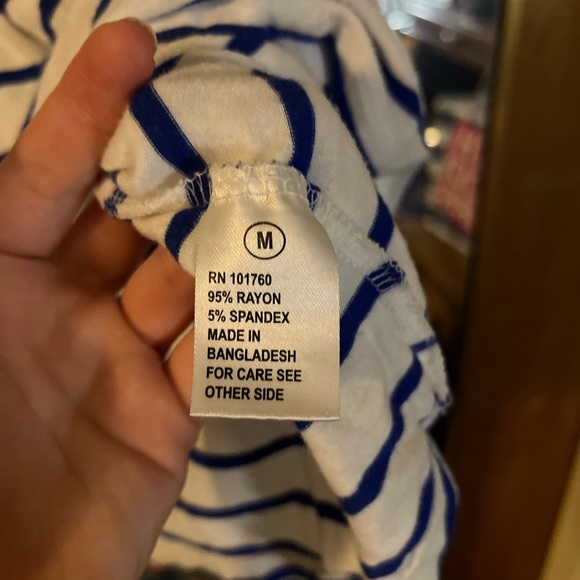 M
RN 101760
95% RAYON
5% SPANDEX
MADE IN
BANGLADESH
FOR CARE SEE
OTHER SIDE